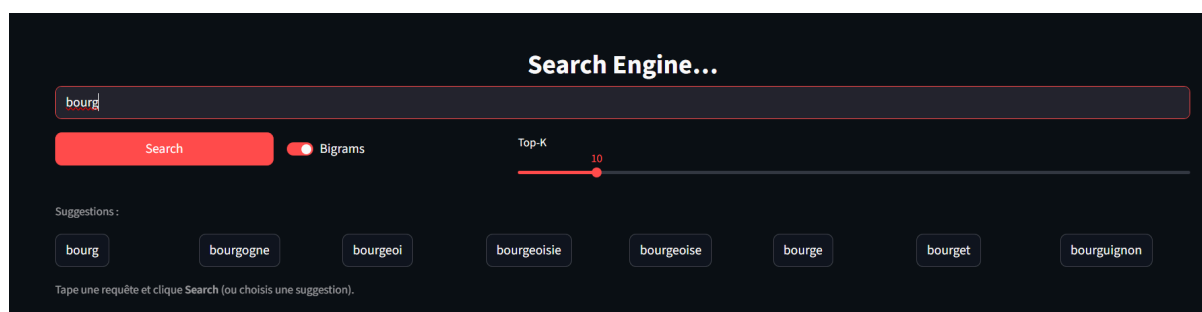 Search Engine...
bourg
Search Bigrams Top-K
10
Suggestions :
bourg bourgogne bourgeoi bourgeoisie bourgeoise bourge bourget bourguignon
Tape une requête et clique Search (ou choisis une suggestion).